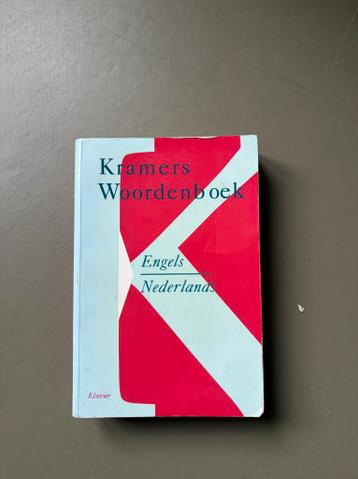 Kramers
Woordenboek
Engels
Nederlands
Elsevier